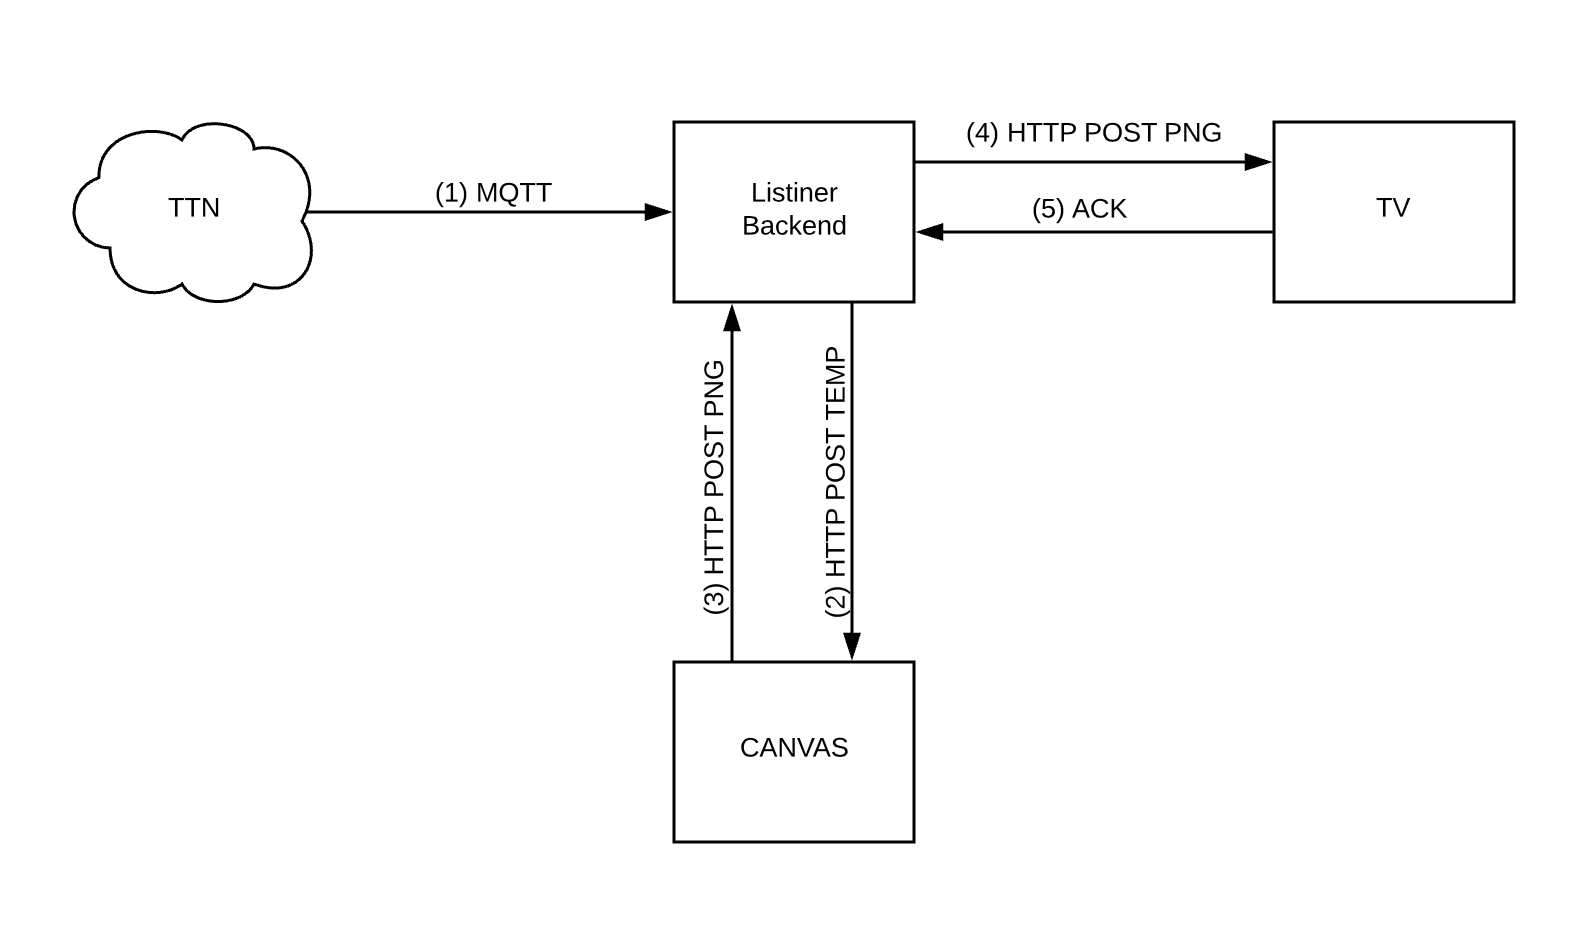 TTN
(1) MQTT
Listiner
Backend
(4) HTTP POST PNG
(5) ACK
TV
(3) HTTP POST PNG
(2) HTTP POST TEMP
CANVAS